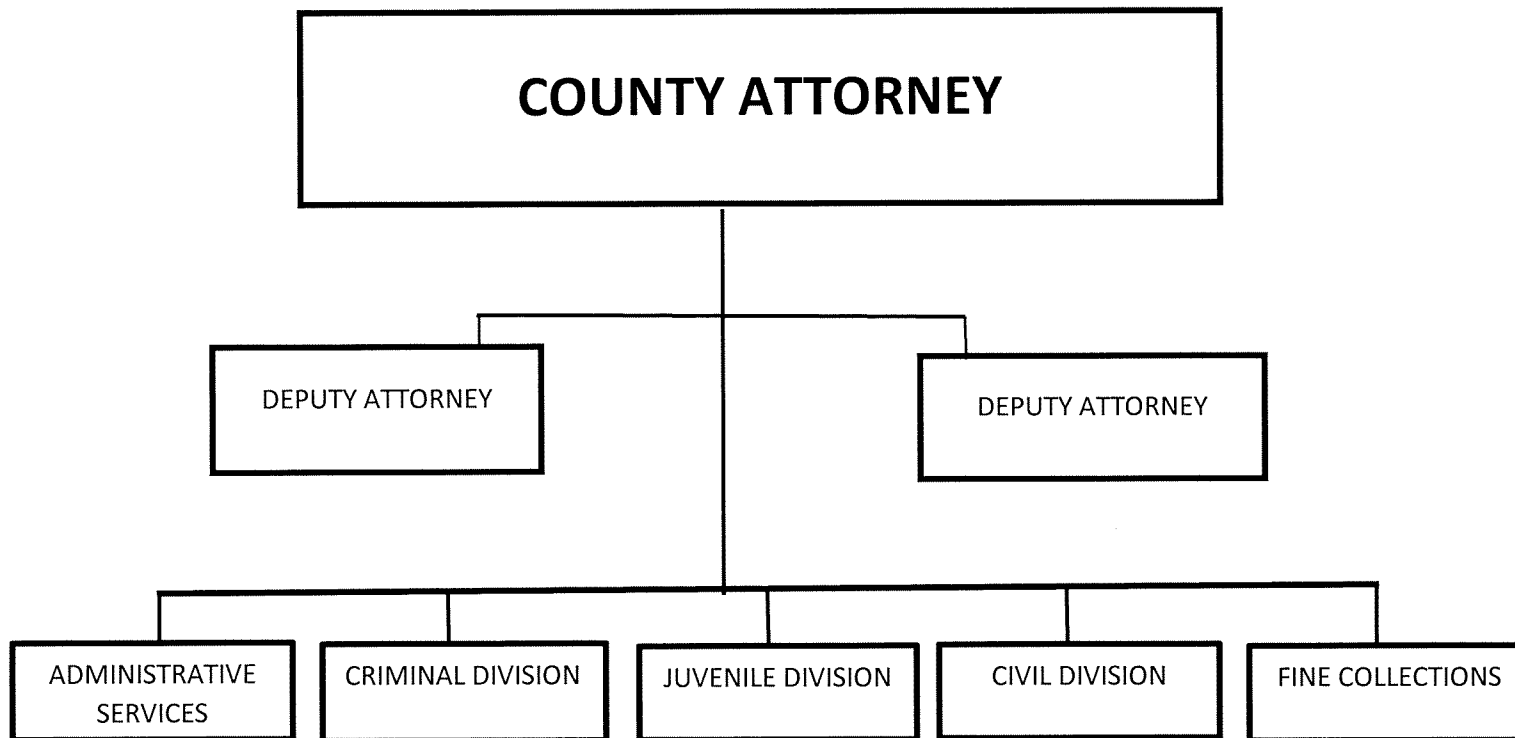 COUNTY ATTORNEY
DEPUTY ATTORNEY
DEPUTY ATTORNEY
ADMINISTRATIVE
SERVICES
CRIMINAL DIVISION
JUVENILE DIVISION
CIVIL DIVISION
FINE COLLECTIONS